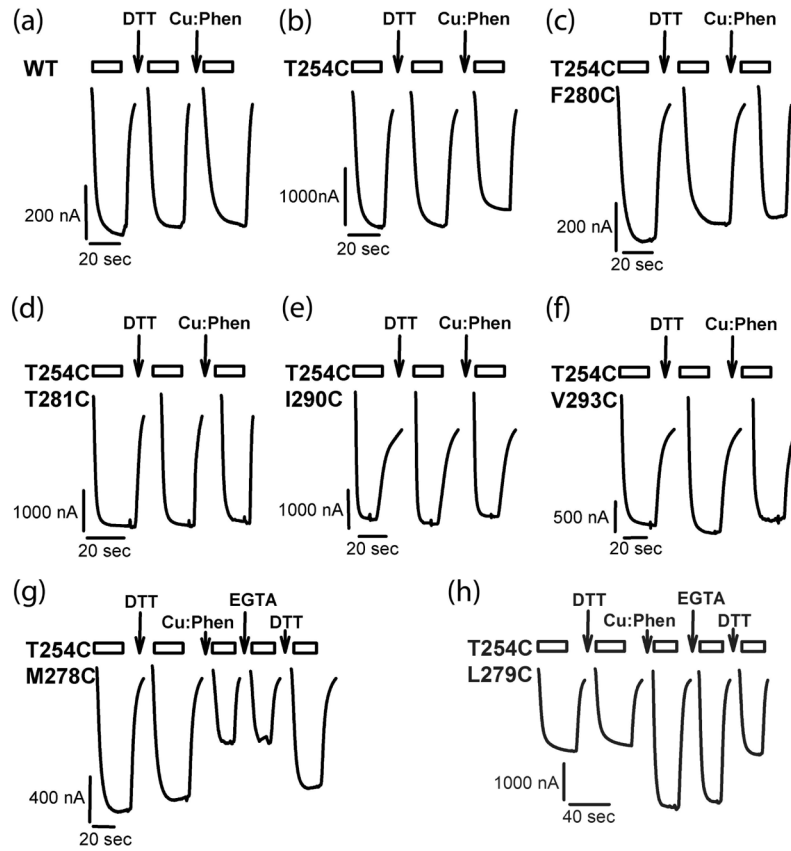 (a)
DTT Cu:Phen
WT
200 nA
20 sec
(b)
DTT Cu:Phen
T254C
1000nA
20 sec
(c)
DTT Cu:Phen
T254C
F280C
200 nA
20 sec
(d)
DTT Cu:Phen
T254C
T281C
1000 nA
20 sec
(e)
DTT Cu:Phen
T254C
I290C
1000 nA
20 sec
(f)
DTT Cu:Phen
T254C
V293C
500 nA
20 sec
(g)
DTT Cu:Phen EGTA DTT
T254C
M278C
400 nA
20 sec
(h)
DTT Cu:Phen EGTA DTT
T254C
L279C
1000 nA
40 sec